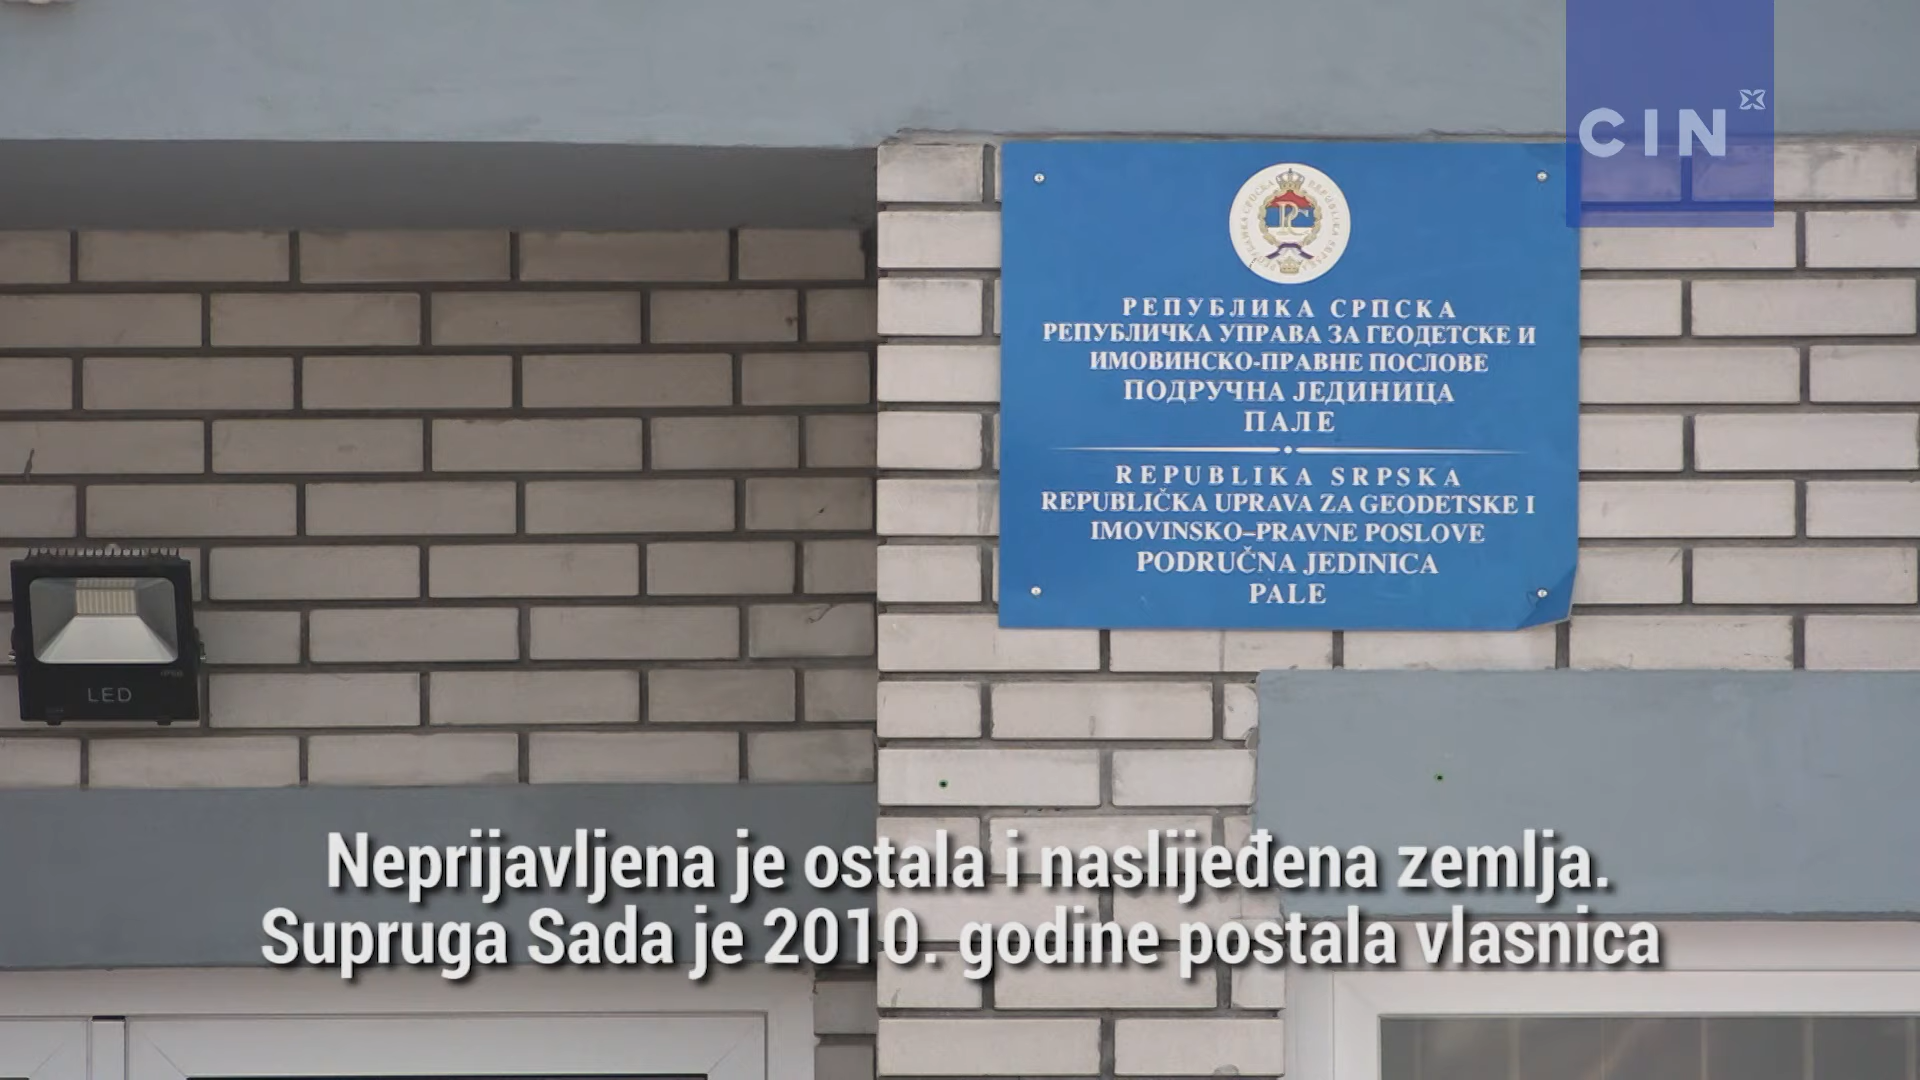 CIN
РЕПУБЛИКА СРПСКА
РЕПУБЛИЧКА УПРАВА ЗА ГЕОДЕТСКЕ И
ИМОВИНСКО-ПРАВНЕ ПОСЛОВЕ
ПОДРУЧНА ЈЕДИНИЦА
ПАЛЕ
REPUBLIKA SRPSKA
REPUBLIČKA UPRAVA ZA GEODETSKE I
IMOVINSKO–PRAVNE POSLOVE
PODRUČNA JEDINICA
PALE
LED
Neprijavljena je ostala i naslijeđena zemlja.
Supruga Sada je 2010. godine postala vlasnica